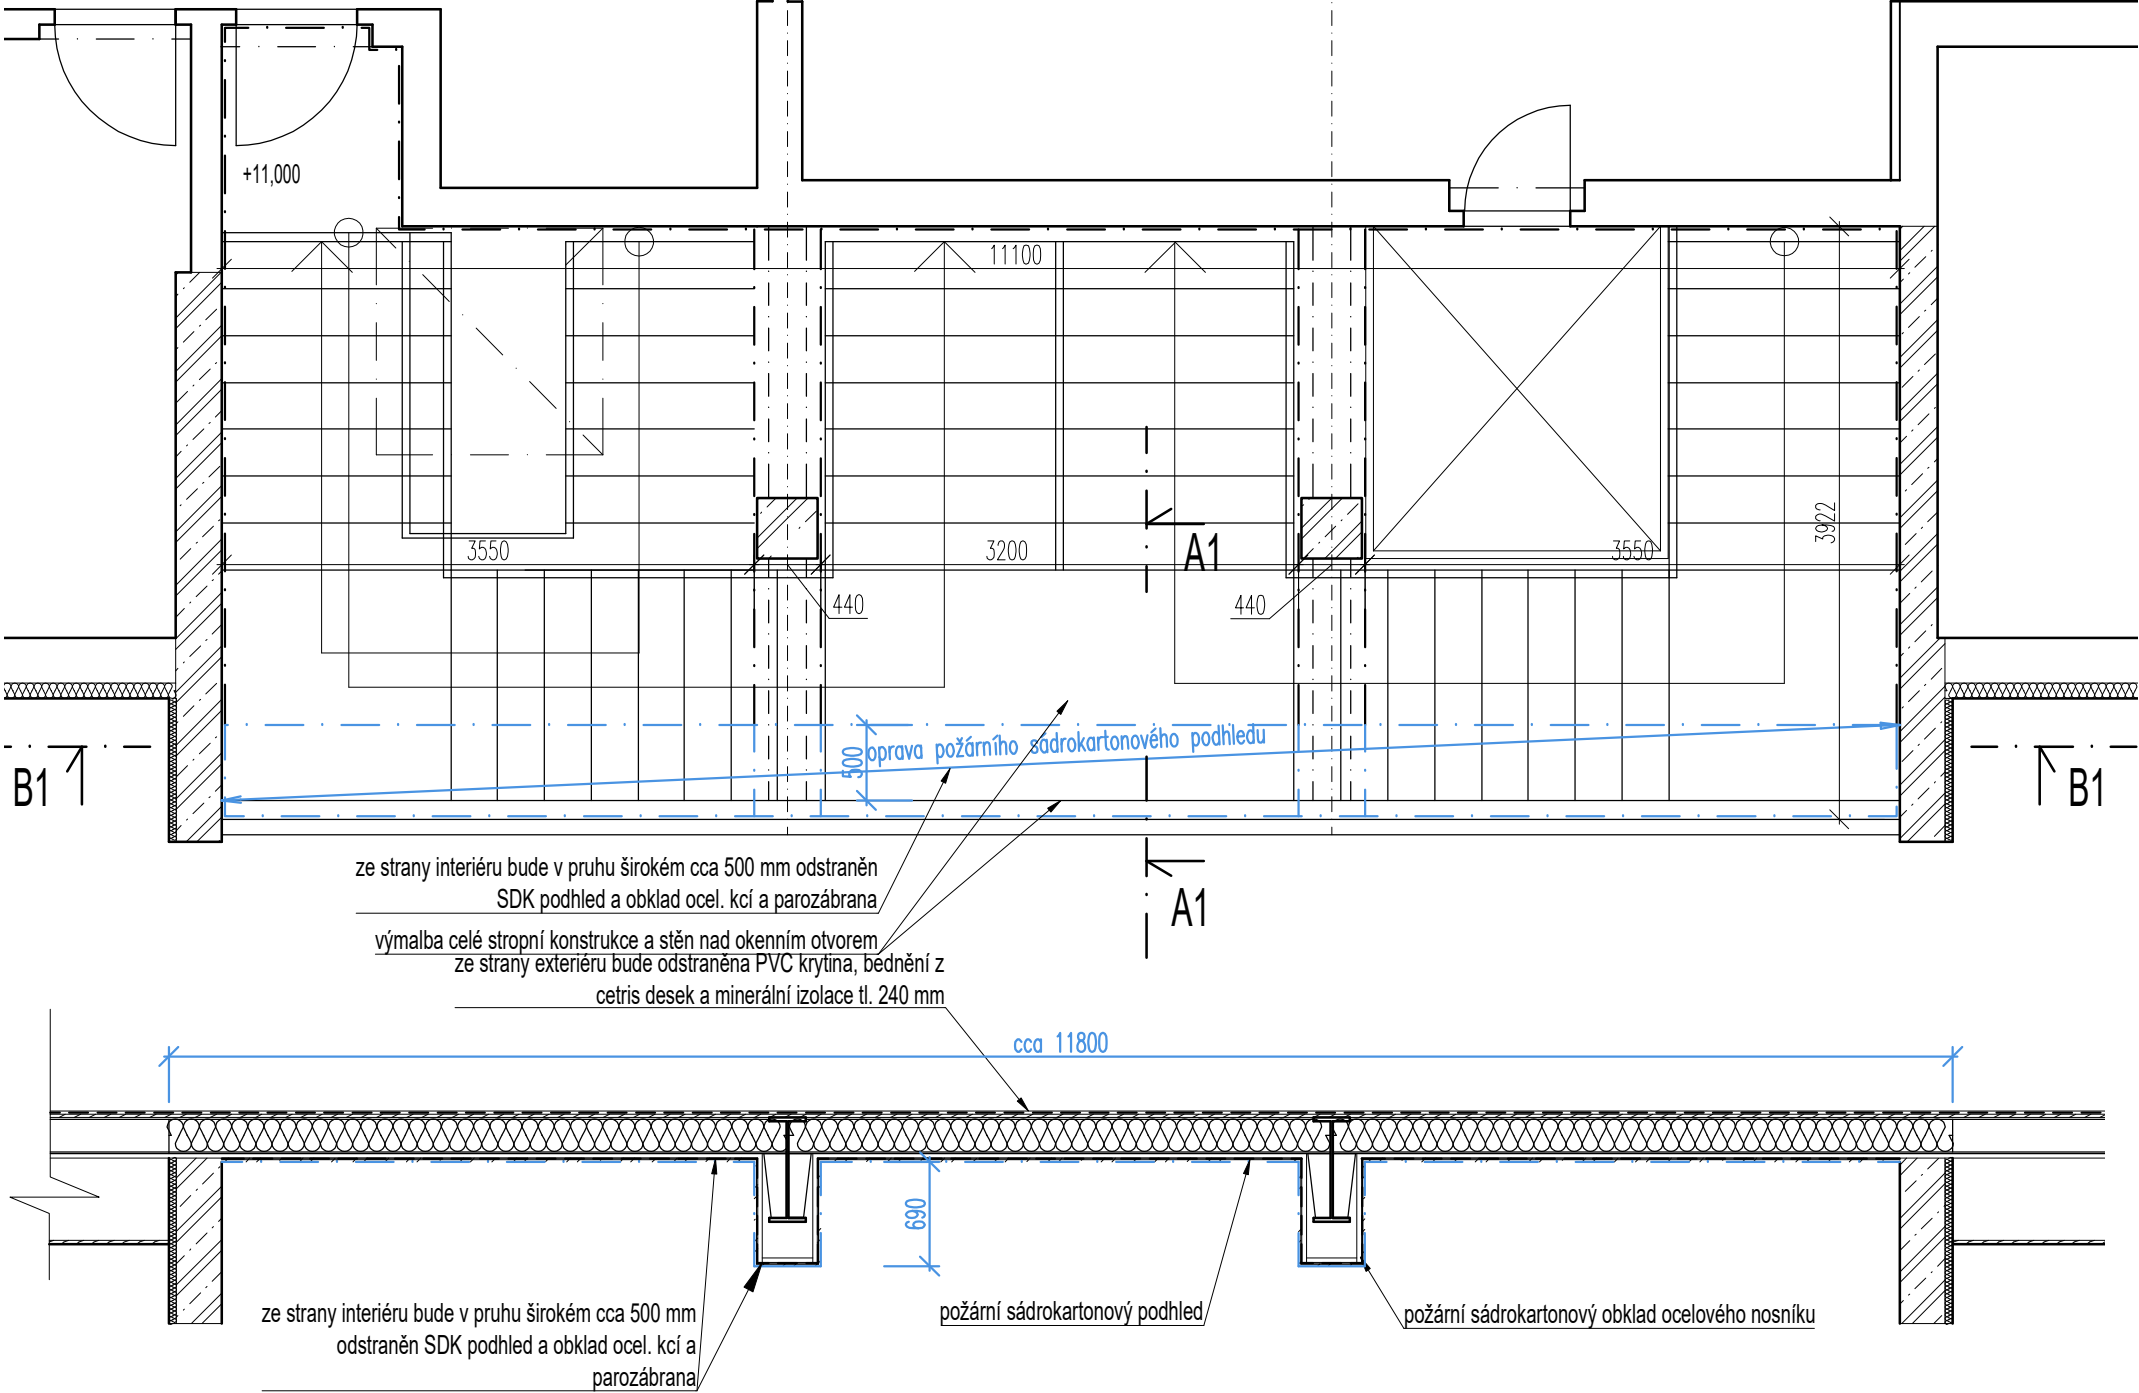 +11,000
11100
3550
3200
3550
3922
440
440
A1
500
oprava požárního sádrokartonového podhledu
B1
B1
A1
ze strany interiéru bude v pruhu širokém cca 500 mm odstraněn
SDK podhled a obklad ocel. kcí a parozábrana
výmalba celé stropní konstrukce a stěn nad okenním otvorem
ze strany exteriéru bude odstraněna PVC krytina, bednění z
cetris desek a minerální izolace tl. 240 mm
cca 11800
690
ze strany interiéru bude v pruhu širokém cca 500 mm
odstraněn SDK podhled a obklad ocel. kcí a
parozábrana
požární sádrokartonový podhled
požární sádrokartonový obklad ocelového nosníku